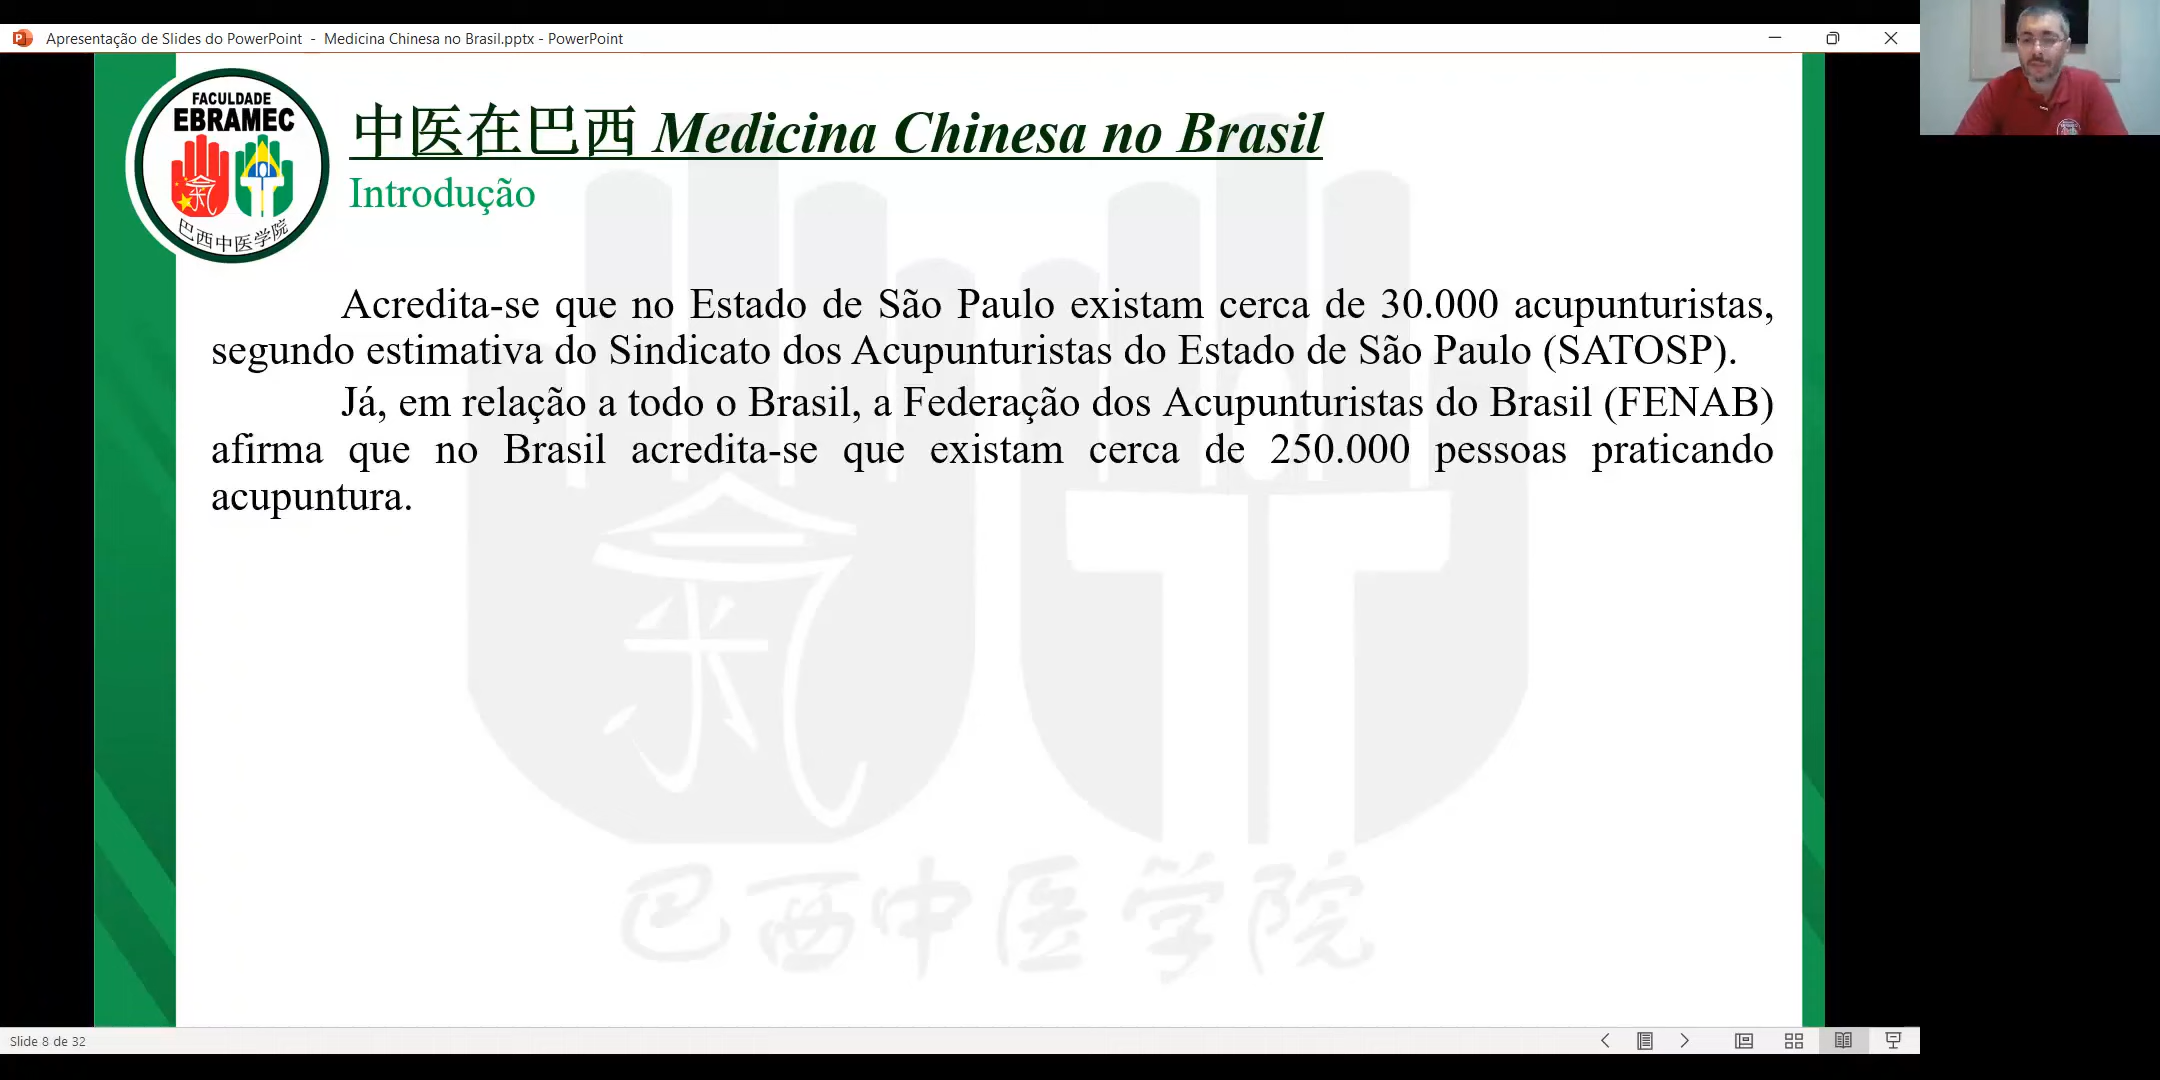 Apresentação de Slides do PowerPoint - Medicina Chinesa no Brasil.pptx - PowerPoint
FACULDADE
EBRAMEC
氣
巴西中医学院
中医在巴西 Medicina Chinesa no Brasil
Introdução
Acredita-se que no Estado de São Paulo existam cerca de 30.000 acupunturistas,
segundo estimativa do Sindicato dos Acupunturistas do Estado de São Paulo (SATOSP).
Já, em relação a todo o Brasil, a Federação dos Acupunturistas do Brasil (FENAB)
afirma que no Brasil acredita-se que existam cerca de 250.000 pessoas praticando
acupuntura.
氣
巴西中医学院
Slide 8 de 32